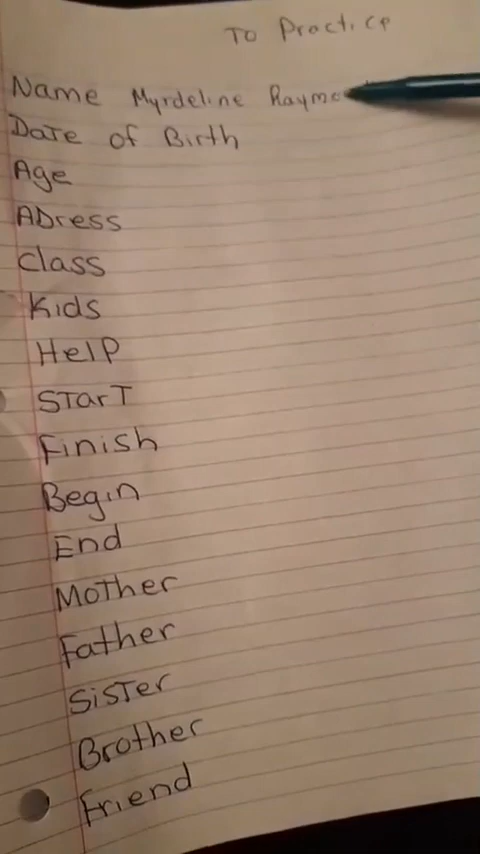 To Practice
Name Myrdeline
Date of Birth
Age
ADress
Class
Kids
Help
STarT
Finish
Begin
End
MoTher
Father
SisTer
Brother
Friend